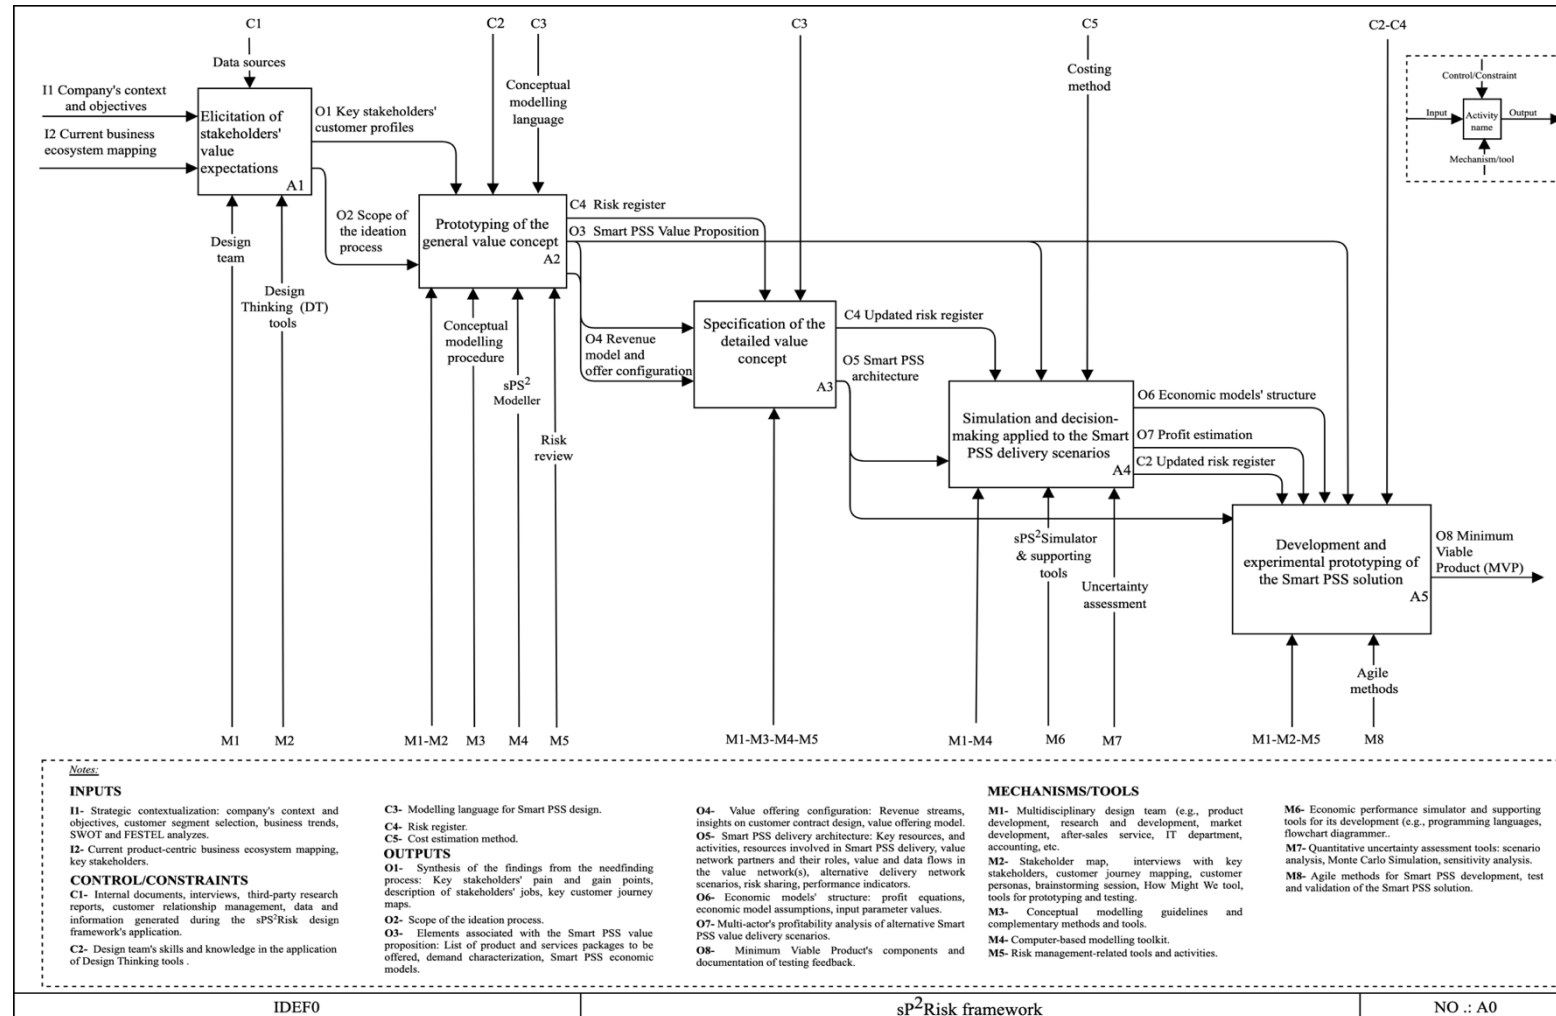 C1
C2
C3
C3
C5
C2-C4
Data sources
I1 Company's context
and objectives
I2 Current business
ecosystem mapping
Elicitation of
stakeholders'
value
expectations
A1
O1 Key stakeholders'
customer profiles
O2 Scope of
the ideation
process
Design
team
Design
Thinking (DT)
tools
Conceptual
modelling
language
Prototyping of the
general value concept
A2
C4 Risk register
O3 Smart PSS Value Proposition
O4 Revenue
model and
offer configuration
Conceptual
modelling
procedure
sPS2
Modeller
Risk
review
Specification of the
detailed value
concept
A3
C4 Updated risk register
O5 Smart PSS
architecture
Costing
method
Simulation and decision-
making applied to the Smart
PSS delivery scenarios
A4
O6 Economic models' structure
O7 Profit estimation
C2 Updated risk register
sPS2Simulator
& supporting
tools
Uncertainty
assessment
Development and
experimental prototyping of
the Smart PSS solution
A5
O8 Minimum
Viable
Product (MVP)
Agile
methods
Control/Constraint
Input
Activity
name
Output
Mechanism/tool
M1
M2
M1-M2
M3
M4
M5
M1-M3-M4-M5
M1-M4
M6
M7
M1-M2-M5
M8
Notes:
INPUTS
I1- Strategic contextualization: company's context and
objectives, customer segment selection, business trends,
SWOT and FESTEL analyzes.
I2- Current product-centric business ecosystem mapping,
key stakeholders.
CONTROL/CONSTRAINTS
C1- Internal documents, interviews, third-party research
reports, customer relationship management, data and
information generated during the sPS2Risk design
framework's application.
C2- Design team's skills and knowledge in the application
of Design Thinking tools .
C3- Modelling language for Smart PSS design.
C4- Risk register.
C5- Cost estimation method.
OUTPUTS
O1- Synthesis of the findings from the needfinding
process: Key stakeholders' pain and gain points,
description of stakeholders' jobs, key customer journey
maps.
O2- Scope of the ideation process.
O3- Elements associated with the Smart PSS value
proposition: List of product and services packages to be
offered, demand characterization, Smart PSS economic
models.
O4- Value offering configuration: Revenue streams,
insights on customer contract design, value offering model.
O5- Smart PSS delivery architecture: Key resources, and
activities, resources involved in Smart PSS delivery, value
network partners and their roles, value and data flows in
the value network(s), alternative delivery network
scenarios, risk sharing, performance indicators.
O6- Economic models' structure: profit equations,
economic model assumptions, input parameter values.
O7- Multi-actor's profitability analysis of alternative Smart
PSS value delivery scenarios.
O8- Minimum Viable Product's components and
documentation of testing feedback.
MECHANISMS/TOOLS
M1- Multidisciplinary design team (e.g., product
development, research and development, market
development, after-sales service, IT department,
accounting, etc.
M2- Stakeholder map, interviews with key
stakeholders, customer journey mapping, customer
personas, brainstorming session, How Might We tool,
tools for prototyping and testing.
M3- Conceptual modelling guidelines and
complementary methods and tools.
M4- Computer-based modelling toolkit.
M5- Risk management-related tools and activities.
M6- Economic performance simulator and supporting
tools for its development (e.g., programming languages,
flowchart diagrammer..
M7- Quantitative uncertainty assessment tools: scenario
analysis, Monte Carlo Simulation, sensitivity analysis.
M8- Agile methods for Smart PSS development, test
and validation of the Smart PSS solution.
IDEF0
sP2Risk framework
NO .: A0